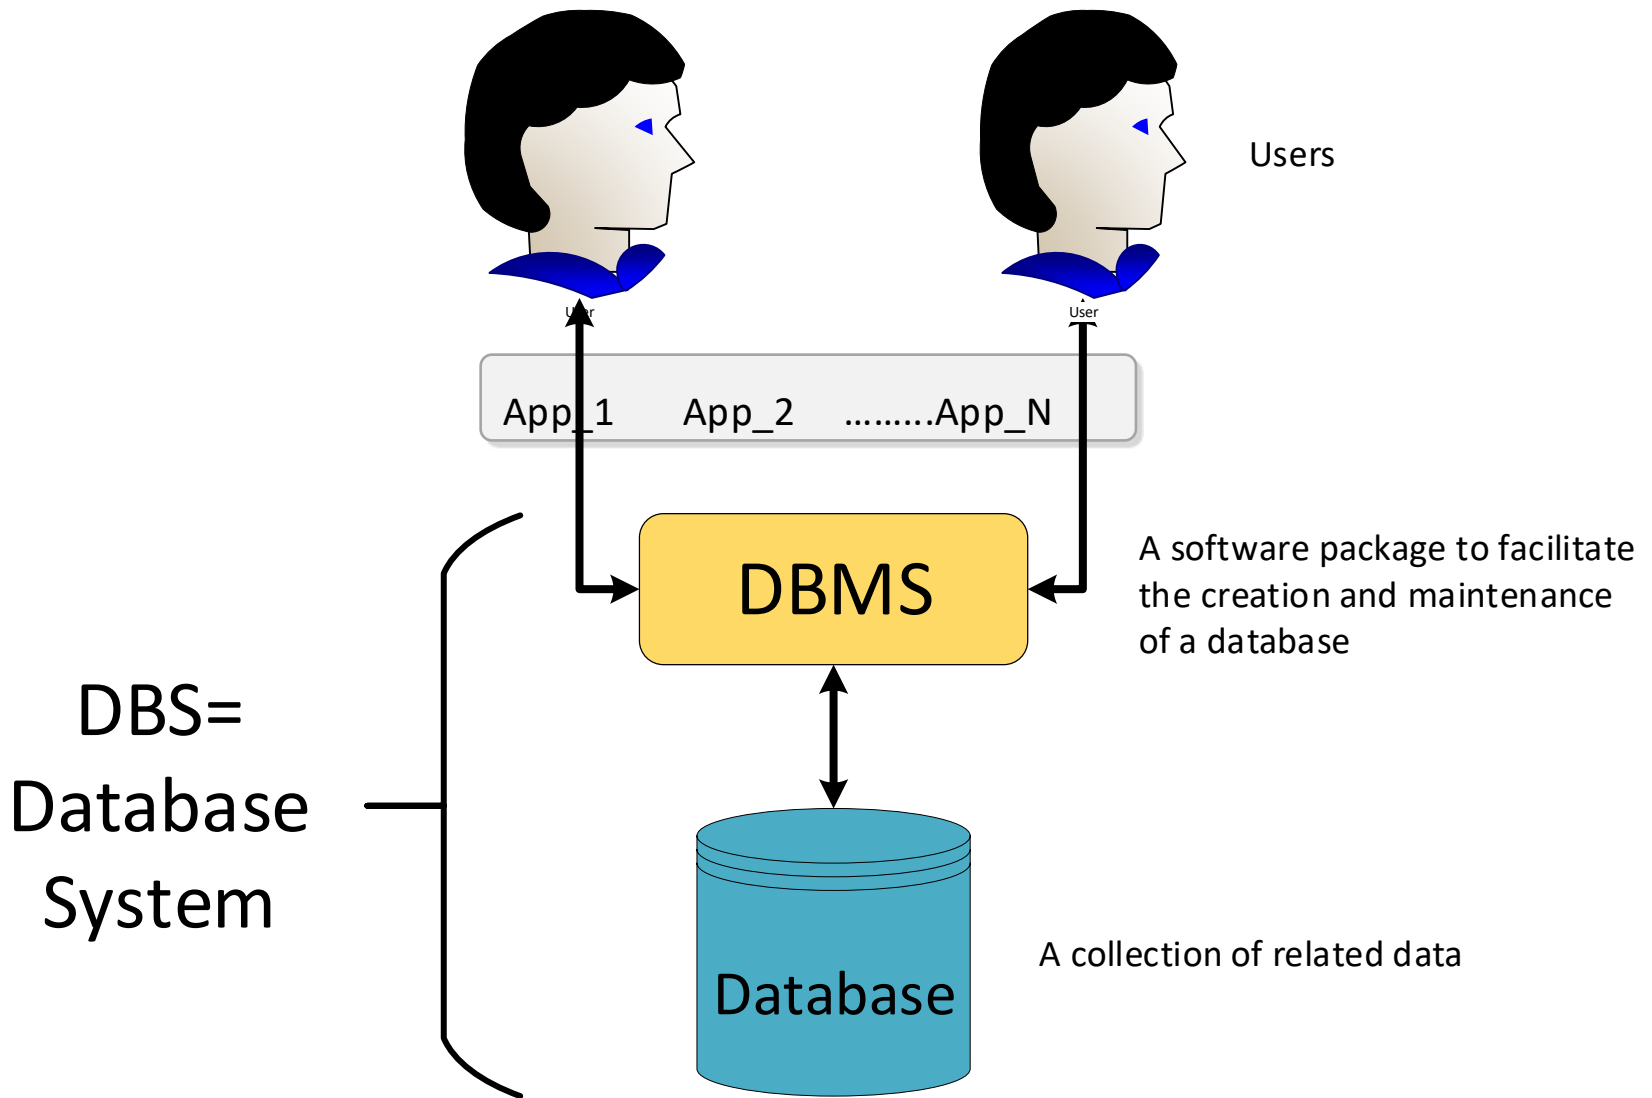 Users
User
User
App_1 App_2 .........App_N
DBMS
A software package to facilitate
the creation and maintenance
of a database
DBS=
Database
System
Database
A collection of related data